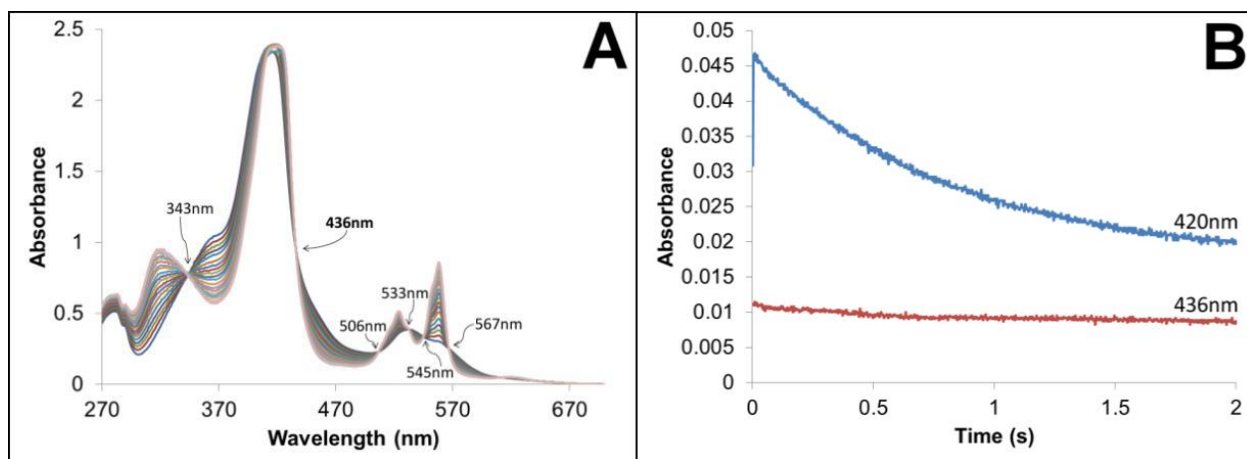 A
2.5
2
1.5
1
0.5
0
Absorbance
343nm
436nm
506nm
533nm
545nm
567nm
270 370 470 570 670
Wavelength (nm)
B
0.05
0.045
0.04
0.035
0.03
0.025
0.02
0.015
0.01
0.005
0
Absorbance
420nm
436nm
0 0.5 1 1.5 2
Time (s)